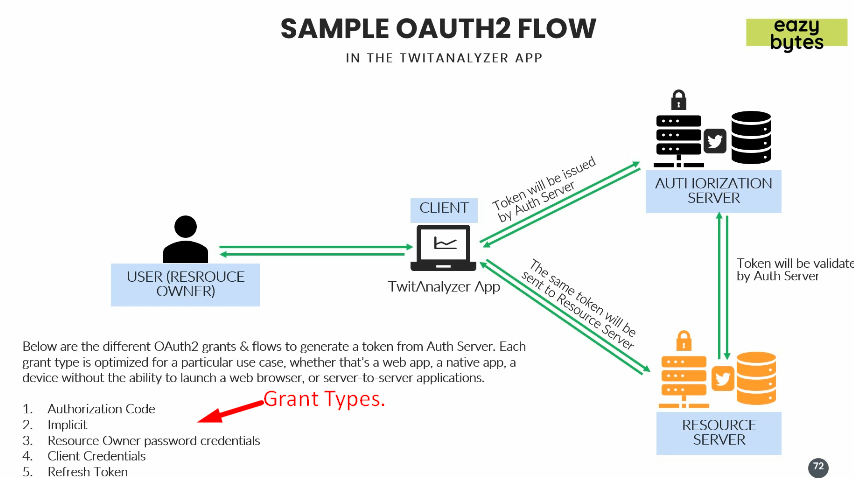 SAMPLE OAUTH2 FLOW
IN THE TWITANALYZER APP
eazy
bytes
AUTHORIZATION
SERVER
Token will be issued
by Auth Server
CLIENT
TwitAnalyzer App
USER (RESROUCE
OWNER)
The same token will be
sent to Resource Server
Token will be validate
by Auth Server
RESOURCE
SERVER
Below are the different OAuth2 grants & flows to generate a token from Auth Server. Each
grant type is optimized for a particular use case, whether that's a web app, a native app, a
device without the ability to launch a web browser, or server-to-server applications.
Grant Types.
1. Authorization Code
2. Implicit
3. Resource Owner password credentials
4. Client Credentials
5. Refresh Token
72